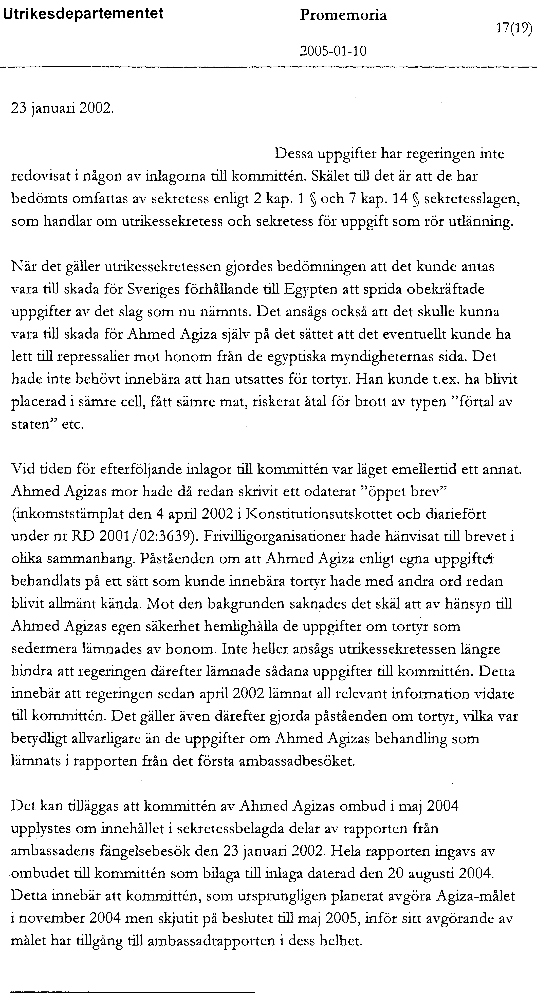 Utrikesdepartementet
Promemoria
17(19)
2005-01-10
23 januari 2002.
Dessa uppgifter har regeringen inte
redovisat i någon av inlagorna till kommittén. Skälet till det är att de har
bedömts omfattas av sekretess enligt 2 kap. 1 § och 7 kap. 14 § sekretesslagen,
som handlar om utrikessekretess och sekretess för uppgift som rör utlänning.
När det gäller utrikessekretessen gjordes bedömningen att det kunde antas
vara till skada för Sveriges förhållande till Egypten att sprida obekräftade
uppgifter av det slag som nu nämnts. Det ansågs också att det skulle kunna
vara till skada för Ahmed Agiza själv på det sättet att det eventuellt kunde ha
lett till repressalier mot honom från de egyptiska myndigheternas sida. Det
hade inte behövt innebära att han utsattes för tortyr. Han kunde t.ex. ha blivit
placerad i sämre cell, fått sämre mat, riskerat åtal för brott av typen ”förtal av
staten” etc.
Vid tiden för efterföljande inlagor till kommittén var läget emellertid ett annat.
Ahmed Agizas mor hade då redan skrivit ett odaterat ”öppet brev”
(inkomststämplat den 4 april 2002 i Konstitutionsutskottet och diariefört
under nr RD 2001/02:3639). Frivilligorganisationer hade hänvisat till brevet i
olika sammanhang. Påståenden om att Ahmed Agiza enligt egna uppgifter
behandlats på ett sätt som kunde innebära tortyr hade med andra ord redan
blivit allmänt kända. Mot den bakgrunden saknades det skäl att av hänsyn till
Ahmed Agizas egen säkerhet hemlighålla de uppgifter om tortyr som
sedermera lämnades av honom. Inte heller ansågs utrikessekretessen längre
hindra att regeringen därefter lämnade sådana uppgifter till kommittén. Detta
innebär att regeringen sedan april 2002 lämnat all relevant information vidare
till kommittén. Det gäller även därefter gjorda påståenden om tortyr, vilka var
betydligt allvarligare än de uppgifter om Ahmed Agizas behandling som
lämnats i rapporten från det första ambassadbesöket.
Det kan tilläggas att kommittén av Ahmed Agizas ombud i maj 2004
upplystes om innehållet i sekretessbelagda delar av rapporten från
ambassadens fängelsebesök den 23 januari 2002. Hela rapporten ingavs av
ombudet till kommittén som bilaga till inlaga daterad den 20 augusti 2004.
Detta innebär att kommittén, som ursprungligen planerat avgöra Agiza-målet
i november 2004 men skjutit på beslutet till maj 2005, inför sitt avgörande av
målet har tillgång till ambassadrapporten i dess helhet.